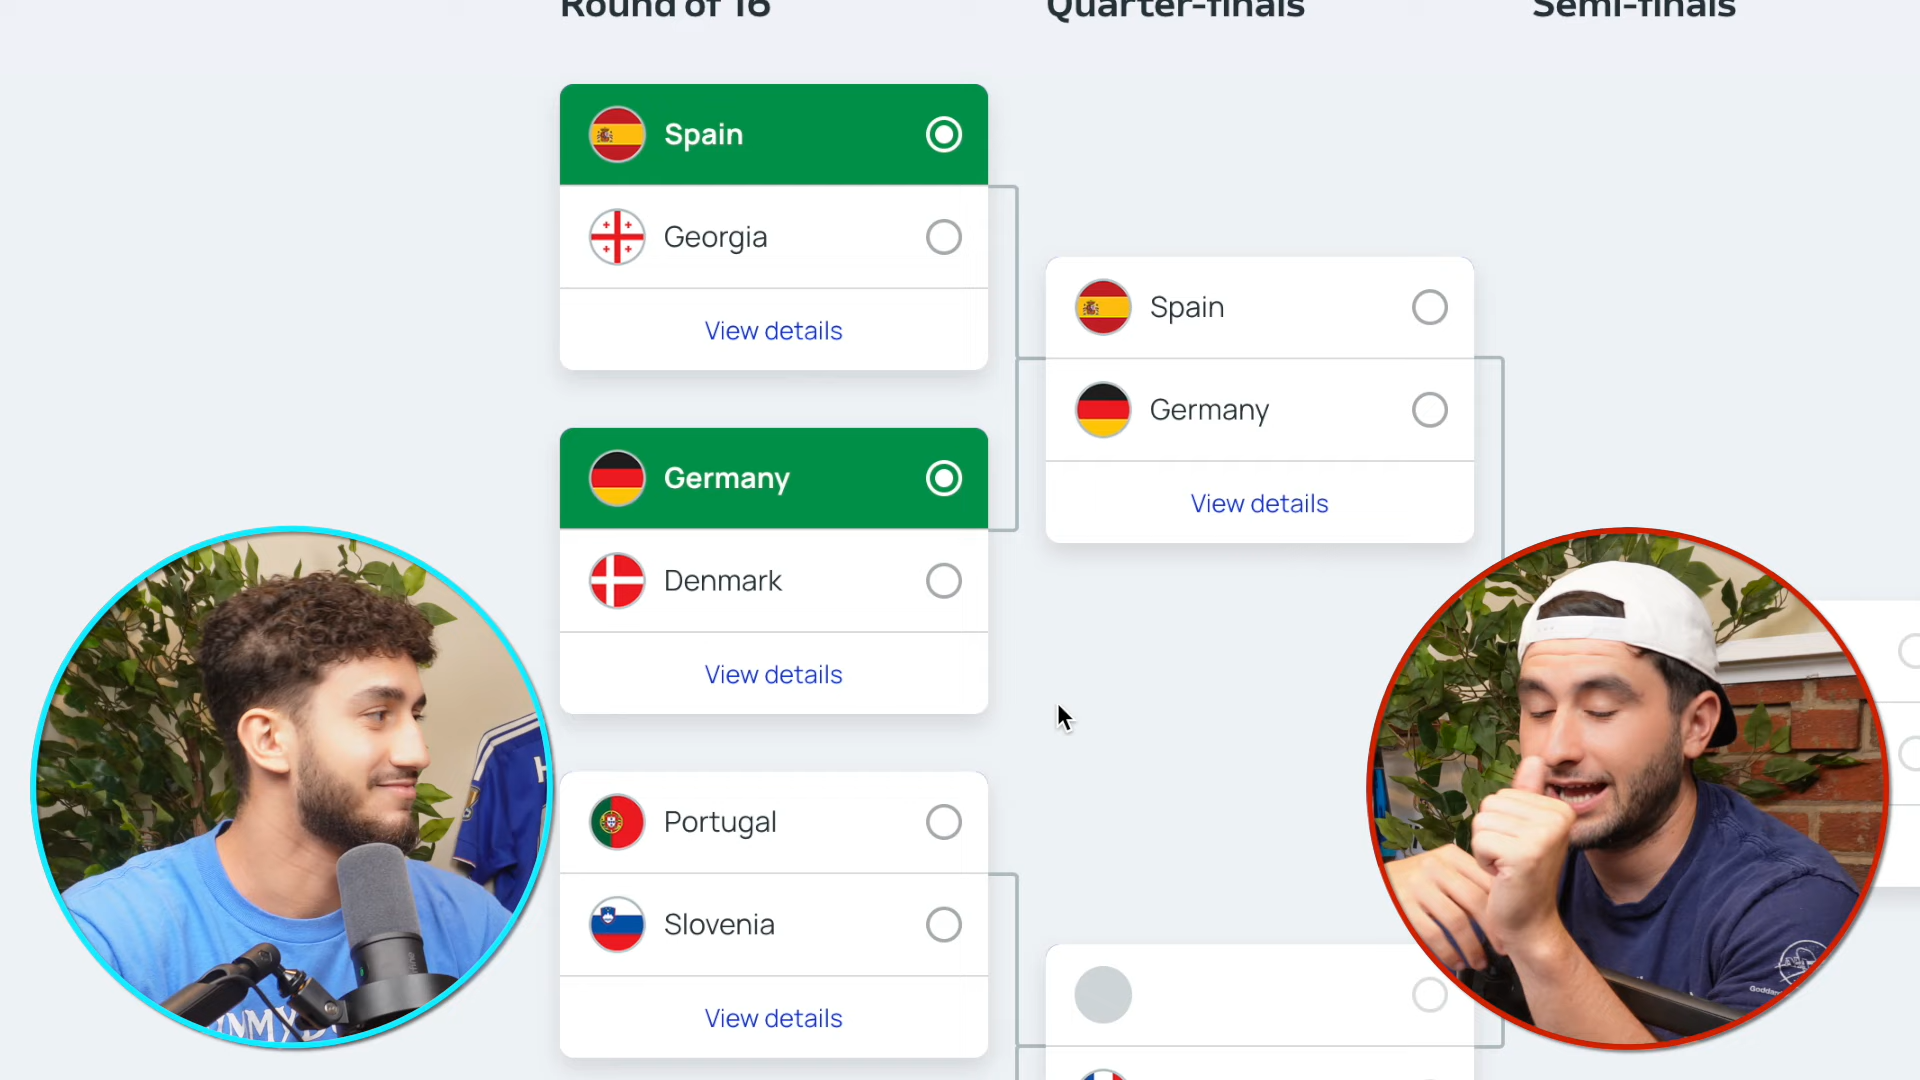 Round of 16
Quarter-finals
Semi-finals
Spain
Georgia
View details
Germany
Denmark
View details
Portugal
Slovenia
View details
Spain
Germany
View details